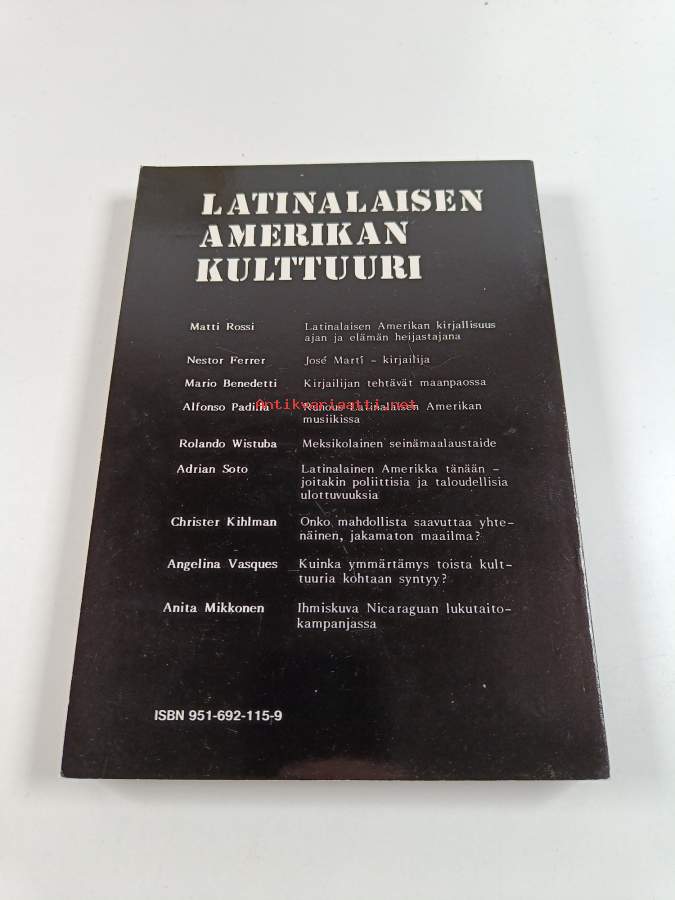 LATINALAISEN
AMERIKAN
KULTTUURI
Matti Rossi Latinalaisen Amerikan kirjallisuus
ajan ja elämän heijastajana
Nestor Ferrer José Martí - kirjailija
Mario Benedetti Kirjailijan tehtävät maanpaossa
Alfonso Padilla Runous Latinalaisen Amerikan
musiikissa
Antikvariaatti.net
Rolando Wistuba Meksikolainen seinämaalaustaide
Adrian Soto Latinalainen Amerikka tänään -
joitakin poliittisia ja taloudellisia
ulottuvuuksia
Christer Kihlman Onko mahdollista saavuttaa yhte-
näinen, jakamaton maailma?
Angelina Vasques Kuinka ymmärtämys toista kult-
tuuria kohtaan syntyy?
Anita Mikkonen Ihmiskuva Nicaraguan lukutaito-
kampanjassa
ISBN 951-692-115-9